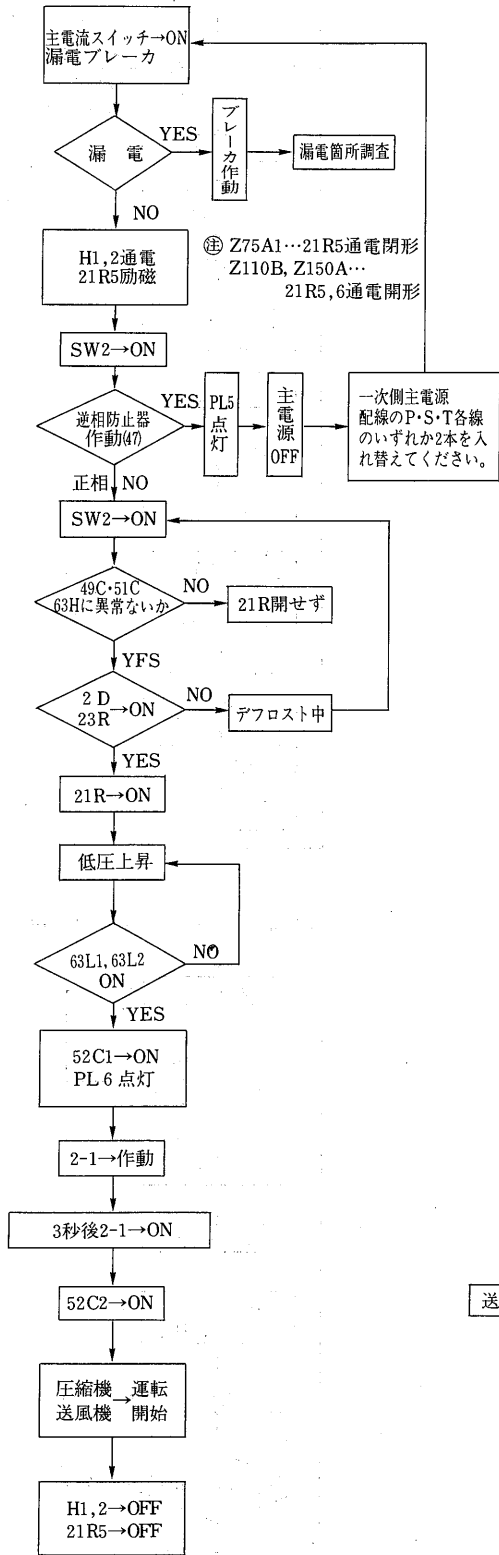 主電流スイッチ→ON
漏電ブレーカ
漏 電
YES
ブレーカ作動
漏電箇所調査
NO
H1,2通電
21R5励磁
注 Z75A1…21R5通電閉形
Z110B, Z150A…
21R5,6通電開形
SW2→ON
逆相防止器
作動(47)
YES
PL5
点灯
主電源
OFF
一次側主電源
配線のP・S・T各線
のいずれか2本を入
れ替えてください。
正相 NO
SW2→ON
49C・51C
63Hに異常ないか
NO
21R開せず
YFS
2 D
23R →ON
NO
デフロスト中
YES
21R→ON
低圧上昇
63L1, 63L2
ON
NO
YES
52C1→ON
PL 6 点灯
2-1→作動
3秒後2-1→ON
52C2→ON
送
圧縮機→運転
送風機 開始
H1,2→OFF
21R5→OFF